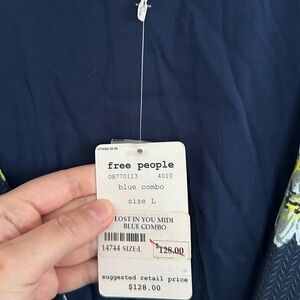 free people
OB770113 4010
blue combo
size L
LOST IN YOU MIDI
BLUE COMBO
$128.00
14744 SIZE:L
suggested retail price
$128.00